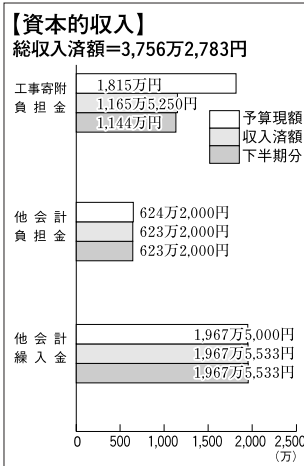 【資本的収入】
総収入済額=3,756万2,783円
工事寄附
負担金
1,815万円
1,165万5,250円
1,144万円
予算現額
収入済額
下半期分
他会計
負担金
624万2,000円
623万2,000円
623万2,000円
他会計
繰入金
1,967万5,000円
1,967万5,533円
1,967万5,533円
0 500 1,000 1,500 2,000 2,500
(万)